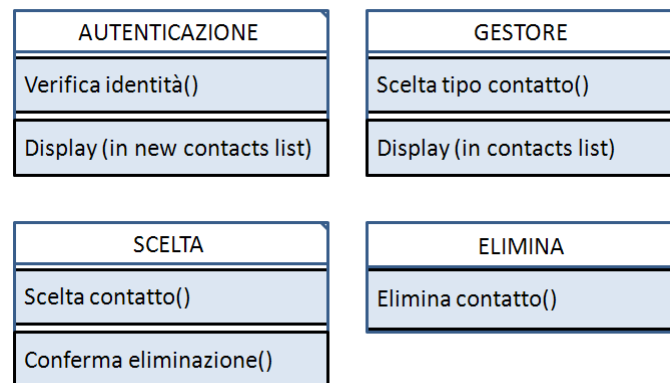 AUTENTICAZIONE
Verifica identità()
Display (in new contacts list)
GESTORE
Scelta tipo contatto()
Display (in contacts list)
SCELTA
Scelta contatto()
Conferma eliminazione()
ELIMINA
Elimina contatto()